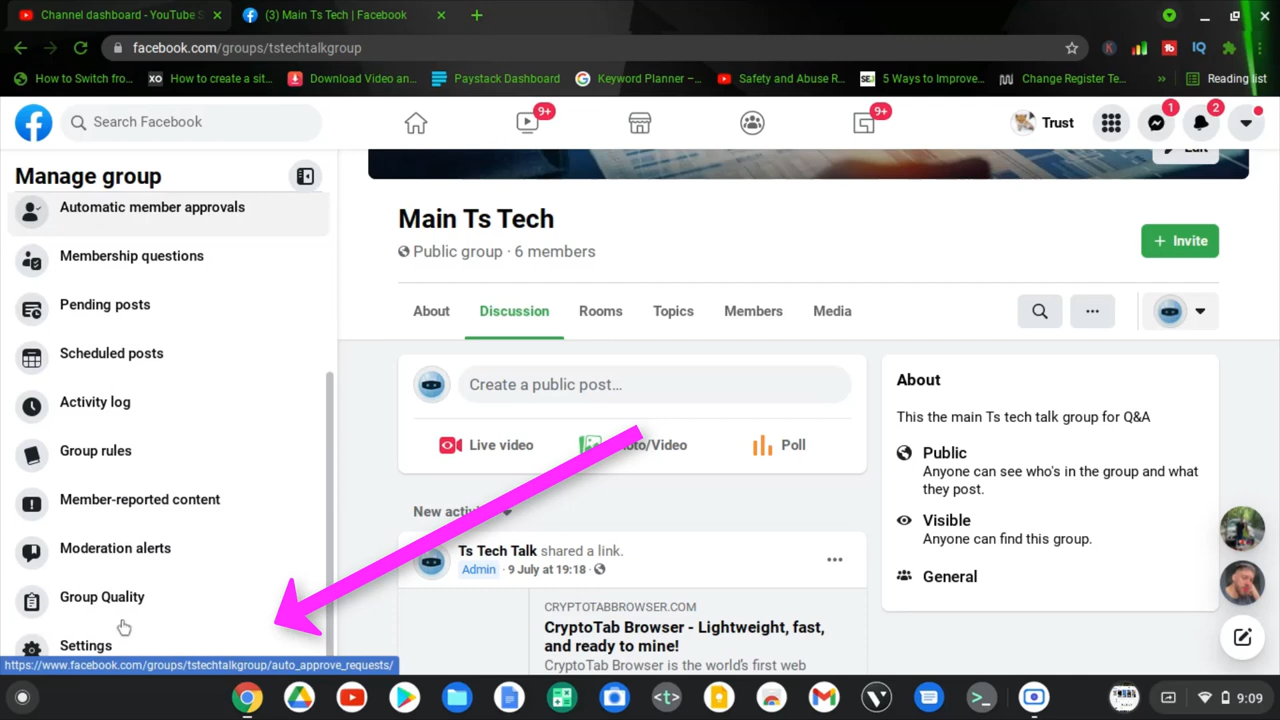 Channel dashboard - YouTube S
(3) Main Ts Tech | Facebook
facebook.com/groups/tstechtalkgroup
How to Switch fro...
XO
How to create a sit...
Download Video an...
Paystack Dashboard
Keyword Planner –...
Safety and Abuse R...
SEJ
5 Ways to Improve...
Change Register Te...
»
Reading list
Search Facebook
9+
9+
Trust
1
2
Manage group
Automatic member approvals
Membership questions
Pending posts
Scheduled posts
Activity log
Group rules
Member-reported content
Moderation alerts
Group Quality
Settings
https://www.facebook.com/groups/tstechtalkgroup/auto_approve_requests/
Edit
Main Ts Tech
Public group · 6 members
+ Invite
About
Discussion
Rooms
Topics
Members
Media
Create a public post...
Live video
Photo/Video
Poll
New activity
Ts Tech Talk shared a link.
Admin · 9 July at 19:18 ·
CRYPTOTABBROWSER.COM
CryptoTab Browser - Lightweight, fast,
and ready to mine!
CryptoTab Browser is the world's first web
About
This the main Ts tech talk group for Q&A
Public
Anyone can see who's in the group and what
they post.
Visible
Anyone can find this group.
General
9:09